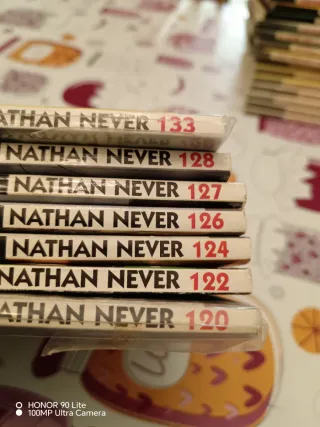 NATHAN NEVER 133
NATHAN NEVER 128
NATHAN NEVER 127
NATHAN NEVER 126
NATHAN NEVER 124
NATHAN NEVER 122
ATHAN NEVER 120
HONOR 90 Lite
100MP Ultra Camera